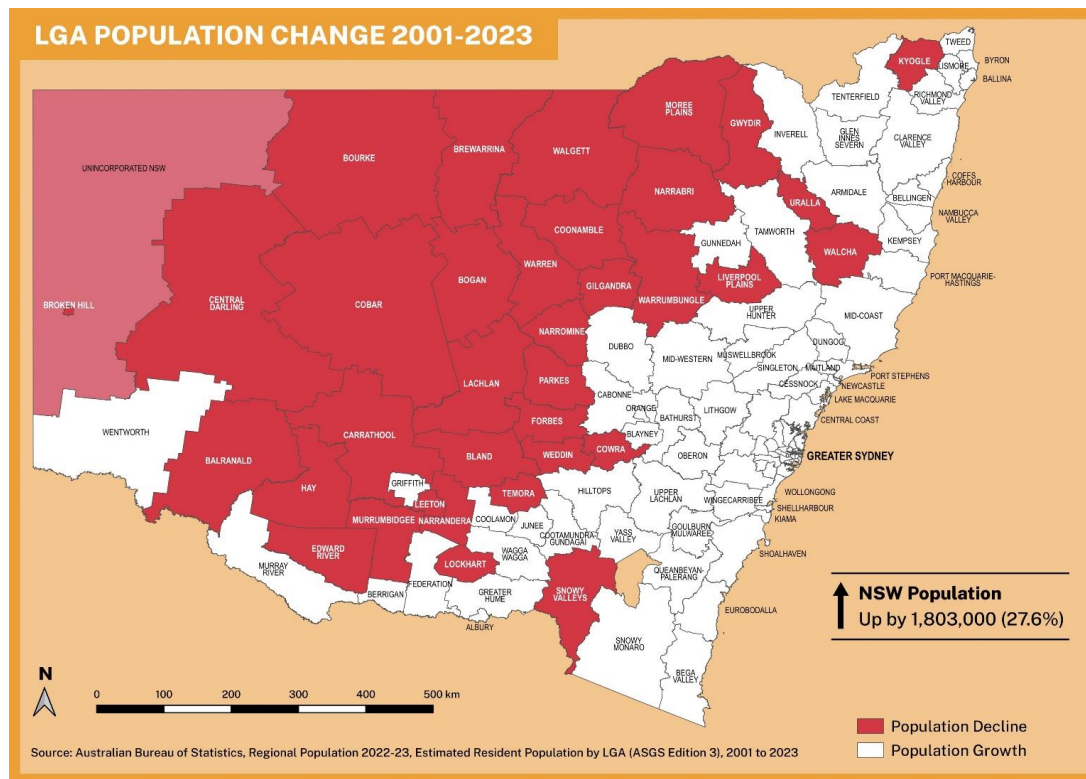 LGA POPULATION CHANGE 2001-2023
TWEED
KYOGLE
LISMORE
BYRON
BALLINA
RICHMOND
VALLEY
TENTERFIELD
MOREE
PLAINS
GWYDIR
INVERELL
GLEN
INNES
SEVERN
CLARENCE
VALLEY
UNINCORPORATED NSW
BOURKE
BREWARRINA
WALGETT
NARRABRI
COFFS
HARBOUR
ARMIDALE
BELLINGEN
URALLA
NAMBUCCA
VALLEY
COONAMBLE
GUNNEDAH
TAMWORTH
WALCHA
KEMPSEY
WARREN
BOGAN
GILGANDRA
LIVERPOOL
PLAINS
PORT MACQUARIE-
HASTINGS
BROKEN HILL
CENTRAL
DARLING
COBAR
WARRUMBUNGLE
UPPER
HUNTER
MID-COAST
NARROMINE
DUBBO
MID-WESTERN
MUSWELLBROOK
DUNGOG
SINGLETON
MAITLAND
PORT STEPHENS
LACHLAN
PARKES
CESSNOCK
NEWCASTLE
LAKE MACQUARIE
CABONNE
ORANGE
BATHURST
LITHGOW
CENTRAL COAST
WENTWORTH
CARRATHOOL
FORBES
BLAYNEY
BALRANALD
BLAND
WEDDIN
COWRA
OBERON
GREATER SYDNEY
HAY
GRIFFITH
LEETON
TEMORA
HILLTOPS
UPPER
LACHLAN
WINGECARRIBEE
WOLLONGONG
SHELLHARBOUR
KIAMA
MURRUMBIDGEE
NARRANDERA
COOLAMON
JUNEE
COOTAMUNDRA-
GUNDAGAI
YASS
VALLEY
GOULBURN
MULWAREE
SHOALHAVEN
EDWARD
RIVER
MURRAY
RIVER
LOCKHART
WAGGA
WAGGA
QUEANBEYAN-
PALERANG
BERRIGAN
FEDERATION
GREATER
HUME
SNOWY
VALLEYS
EUROBODALLA
ALBURY
SNOWY
MONARO
BEGA
VALLEY
NSW Population
Up by 1,803,000 (27.6%)
N
0 100 200 300 400 500 km
Population Decline
Population Growth
Source: Australian Bureau of Statistics, Regional Population 2022-23, Estimated Resident Population by LGA (ASGS Edition 3), 2001 to 2023